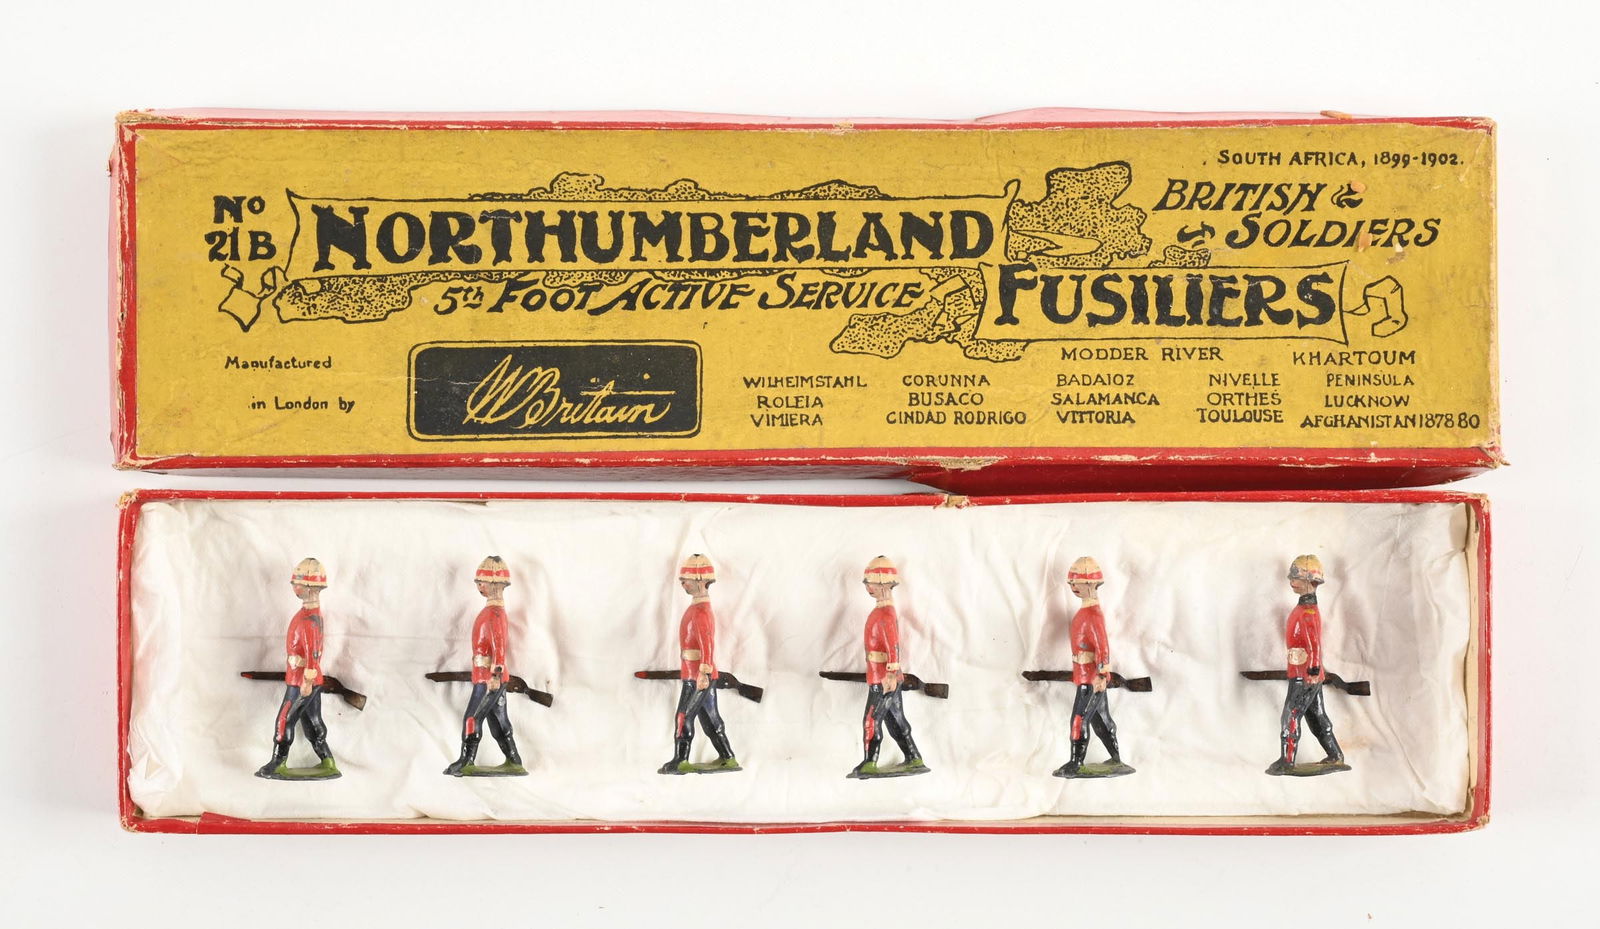 SOUTH AFRICA, 1899-1902.
No
21B
NORTHUMBERLAND
BRITISH
SOLDIERS
5th FOOT ACTIVE SERVICE
FUSILIERS
Manufactured
in London by
W Britain
MODDER RIVER KHARTOUM
WILHEIMSTAHL CORUNNA BADAIOZ NIVELLE PENINSULA
ROLEIA BUSACO SALAMANCA ORTHES LUCKNOW
VIMIERA CINDAD RODRIGO VITTORIA TOULOUSE AFGHANISTAN 1878 80